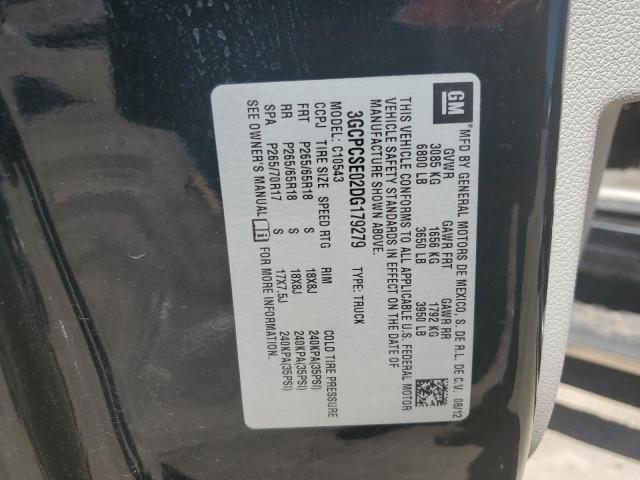 GM
MFD BY GENERAL MOTORS DE MEXICO, S. DE R.L. DE C.V. 08/12
GVWR GAWR FRT GAWR RR
3085 KG 1656 KG 1792 KG
6800 LB 3650 LB 3950 LB
THIS VEHICLE CONFORMS TO ALL APPLICABLE U.S. FEDERAL MOTOR
VEHICLE SAFETY STANDARDS IN EFFECT ON THE DATE OF
MANUFACTURE SHOWN ABOVE.
3GCPCSE02DG179279 TYPE: TRUCK
MODEL: C10543
CCPJ TIRE SIZE SPEED RTG RIM COLD TIRE PRESSURE
FRT P265/65R18 S 18X8J 240KPA(35PSI)
RR P265/65R18 S 18X8J 240KPA(35PSI)
SPA P265/70R17 S 17X7.5J 240KPA(35PSI)
SEE OWNER'S MANUAL FOR MORE INFORMATION.